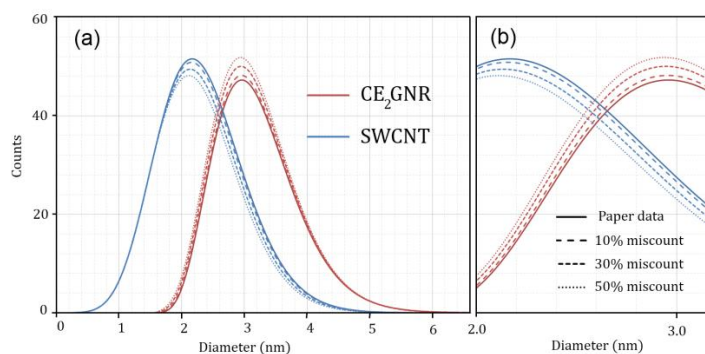 60
(a)
(b)
CE₂GNR
SWCNT
40
Counts
20
Paper data
10% miscount
30% miscount
50% miscount
0
0 1 2 3 4 5 6
2.0 3.0
Diameter (nm)
Diameter (nm)